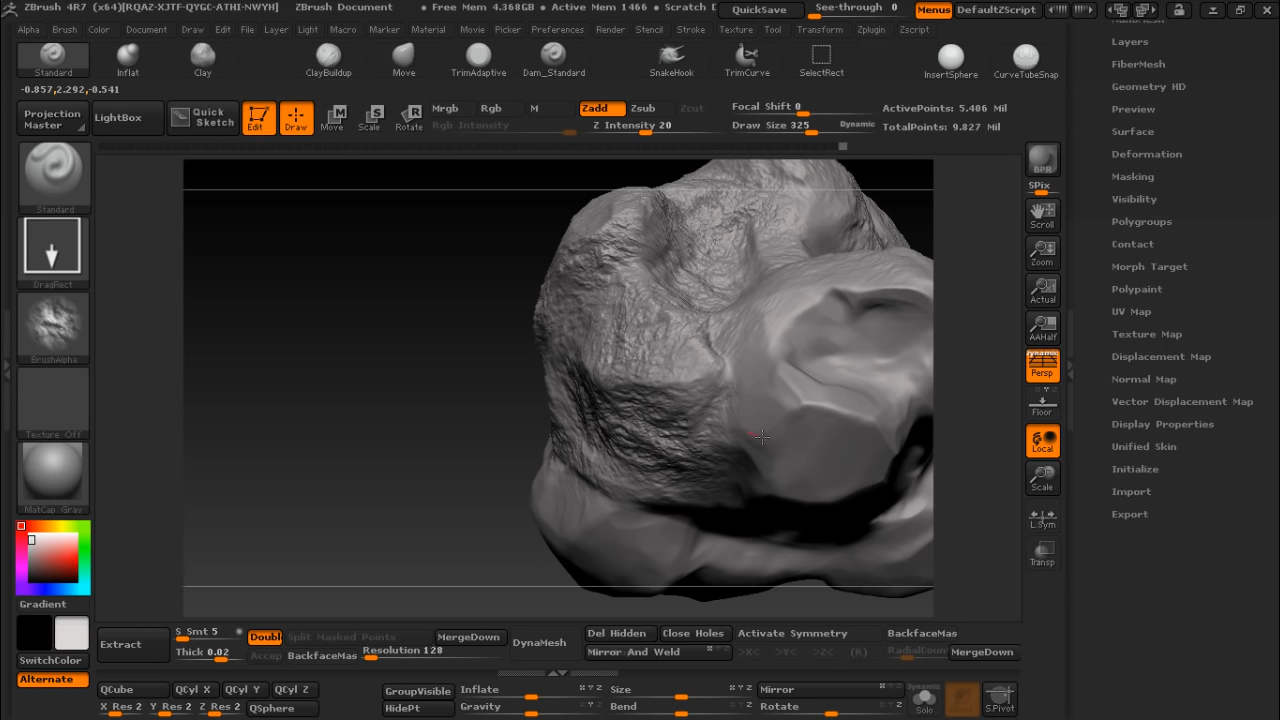 ZBrush 4R7 (x64)[RQAZ-XJTF-QYGC-ATHI-NWYH] ZBrush Document • Free Mem 4.368GB • Active Mem 1466 • Scratch D QuickSave See-through 0 Menus DefaultZScript
Alpha Brush Color Document Draw Edit File Layer Light Macro Marker Material Movie Picker Preferences Render Stencil Stroke Texture Tool Transform Zplugin Zscript
Standard Inflat Clay ClayBuildup Move TrimAdaptive Dam_Standard SnakeHook TrimCurve SelectRect InsertSphere CurveTubeSnap
-0.857,2.292,-0.541
Projection Master
LightBox
Quick Sketch
Edit Draw Move Scale Rotate
Mrgb Rgb M Zadd Zsub Zcut
Rgb Intensity Z Intensity 20
Focal Shift 0
Draw Size 325 Dynamic
ActivePoints: 5.406 Mil
TotalPoints: 9.827 Mil
Standard
DragRect
BrushAlpha
Texture Off
MatCap Gray
Gradient
SwitchColor
Alternate
BPR
SPix
Scroll
Zoom
Actual
AAHalf
Dynamic
Persp
Floor
Local
Scale
L.Sym
Transp
Layers
FiberMesh
Geometry HD
Preview
Surface
Deformation
Masking
Visibility
Polygroups
Contact
Morph Target
Polypaint
UV Map
Texture Map
Displacement Map
Normal Map
Vector Displacement Map
Display Properties
Unified Skin
Initialize
Import
Export
Extract
S Smt 5
Thick 0.02
Doubl
Accep
Split Masked Points
BackfaceMas
MergeDown
Resolution 128
DynaMesh
Del Hidden Close Holes
Mirror And Weld
Activate Symmetry
>X< >Y< >Z< (R)
BackfaceMas
RadialCoun
MergeDown
QCube QCyl X QCyl Y QCyl Z
X Res 2 Y Res 2 Z Res 2 QSphere
GroupVisible
HidePt
Inflate
Gravity
Size
Bend
Mirror
Rotate
Dynamic
Solo
S.Pivot